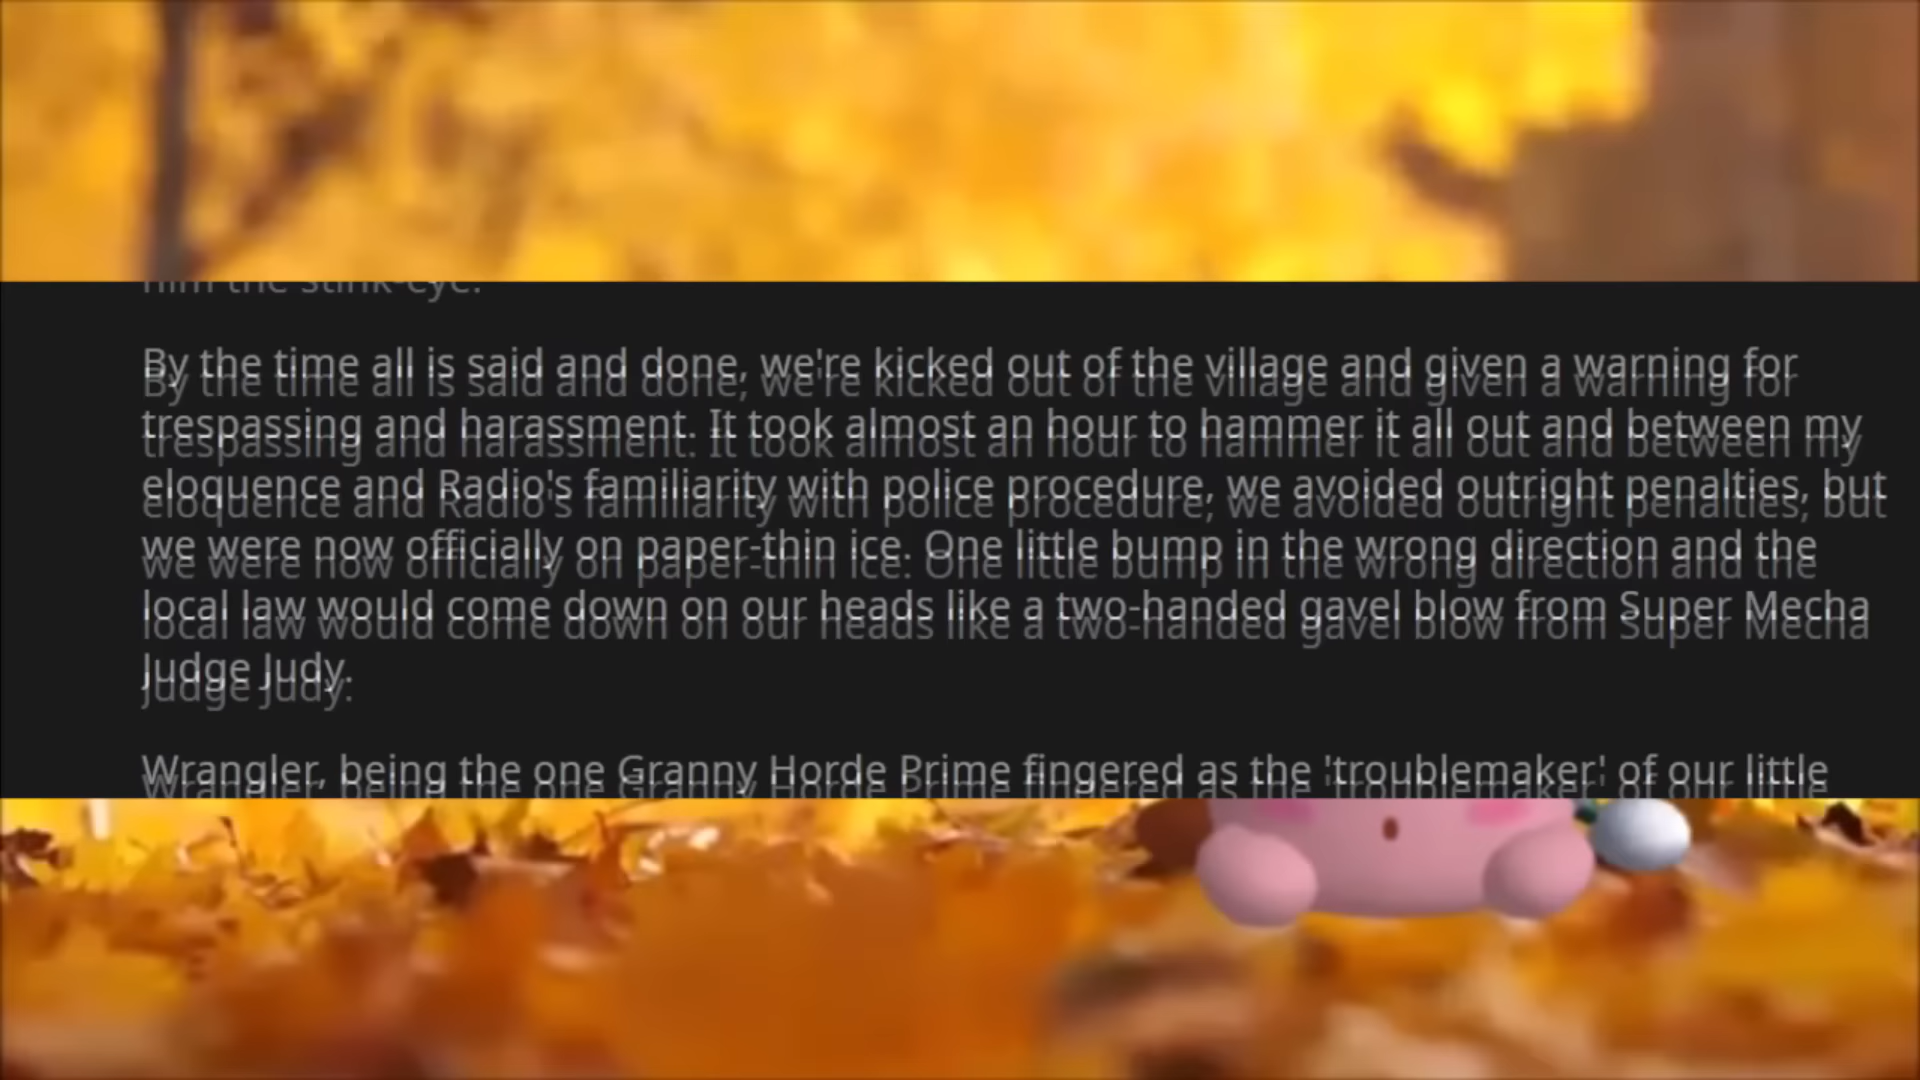 him the stink-eye.
By the time all is said and done, we're kicked out of the village and given a warning for
trespassing and harassment. It took almost an hour to hammer it all out and between my
eloquence and Radio's familiarity with police procedure, we avoided outright penalties, but
we were now officially on paper-thin ice. One little bump in the wrong direction and the
local law would come down on our heads like a two-handed gavel blow from Super Mecha
Judge Judy.
Wrangler, being the one Granny Horde Prime fingered as the 'troublemaker' of our little